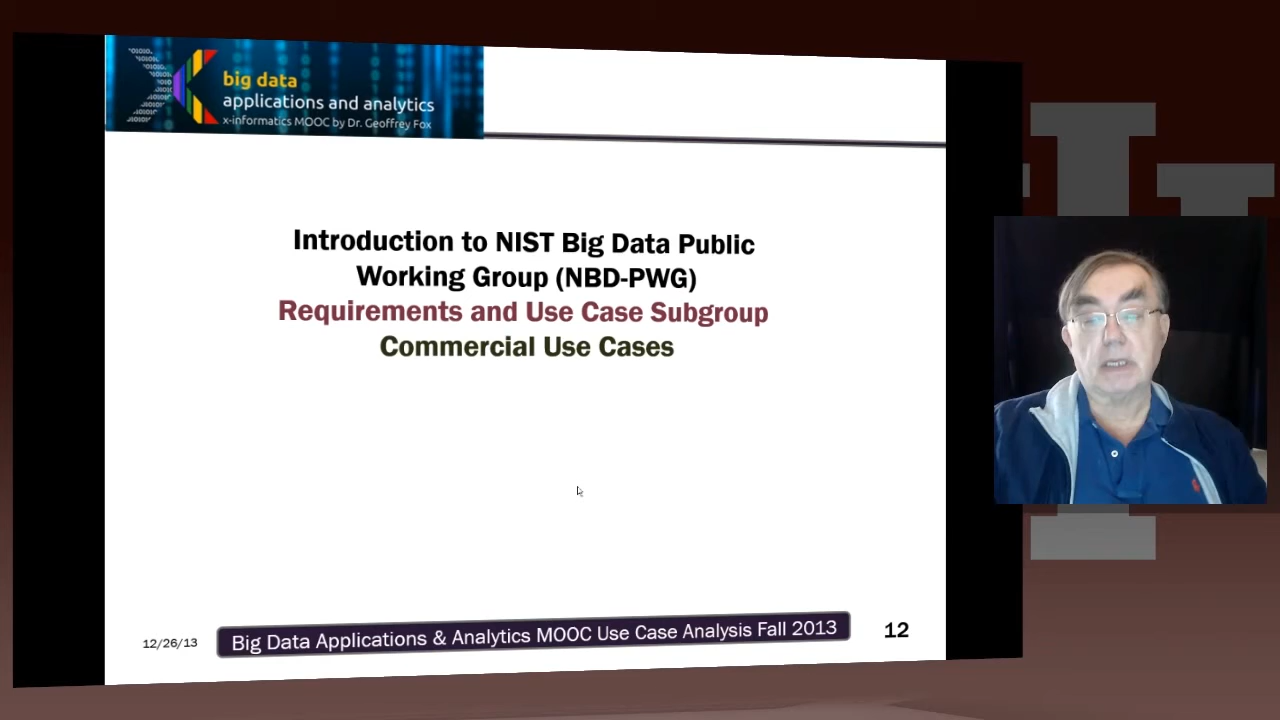 big data
applications and analytics
x-informatics MOOC by Dr. Geoffrey Fox
Introduction to NIST Big Data Public
Working Group (NBD-PWG)
Requirements and Use Case Subgroup
Commercial Use Cases
12/26/13
Big Data Applications & Analytics MOOC Use Case Analysis Fall 2013
12